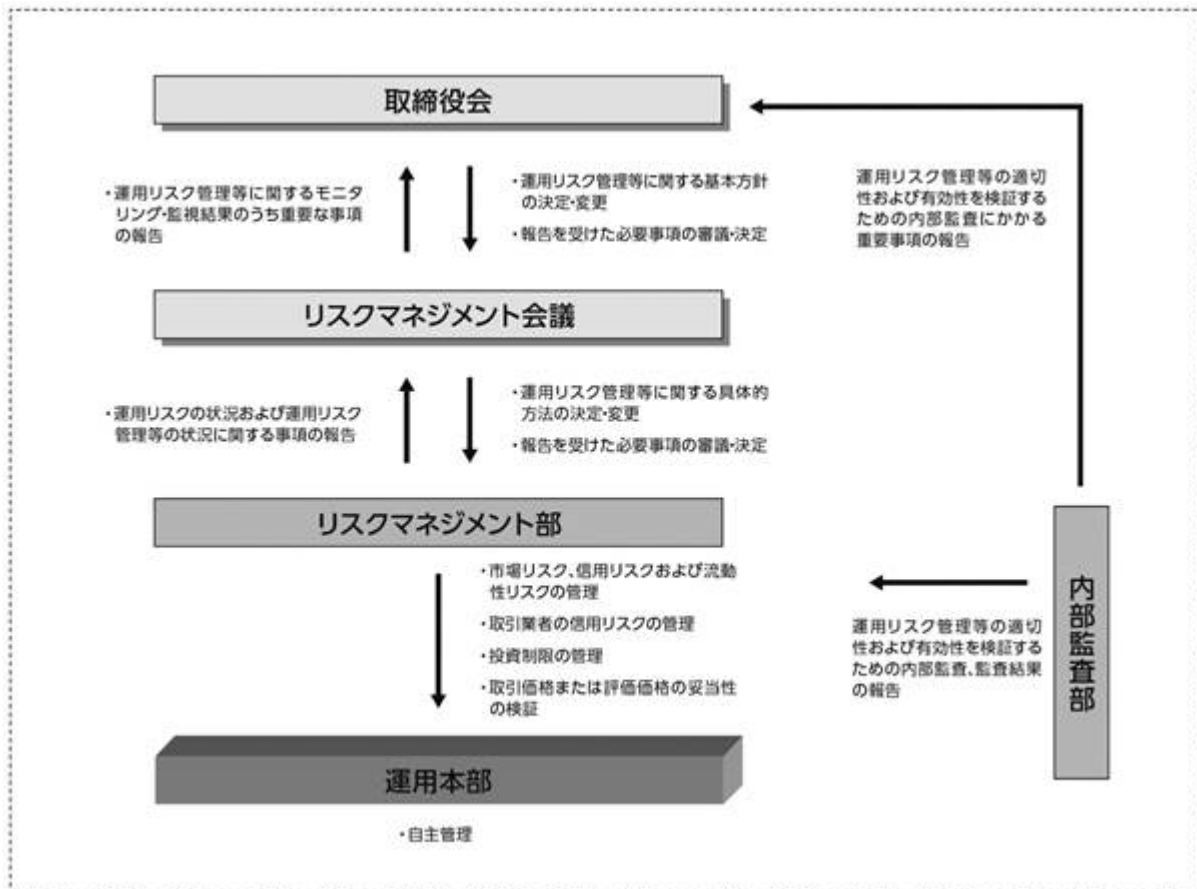 取締役会
・運用リスク管理等に関するモニタ
リング・監視結果のうち重要な事項
の報告
・運用リスク管理等に関する基本方針
の決定・変更
・報告を受けた必要事項の審議・決定
運用リスク管理等の適切
性および有効性を検証する
ための内部監査にかかる
重要事項の報告
リスクマネジメント会議
・運用リスクの状況および運用リスク
管理等の状況に関する事項の報告
・運用リスク管理等に関する具体的
方法の決定・変更
・報告を受けた必要事項の審議・決定
リスクマネジメント部
・市場リスク、信用リスクおよび流動
性リスクの管理
・取引業者の信用リスクの管理
・投資制限の管理
・取引価格または評価価格の妥当性
の検証
運用リスク管理等の適切
性および有効性を検証する
ための内部監査、監査結果
の報告
内部監査部
運用本部
・自主管理